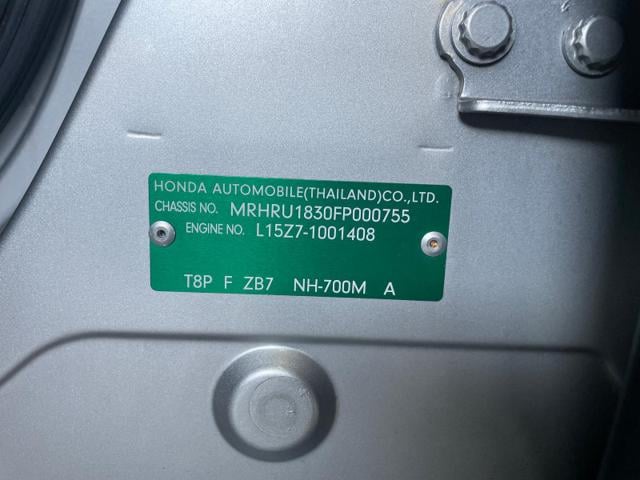 HONDA AUTOMOBILE(THAILAND)CO.,LTD.
CHASSIS NO. MRHRU1830FP000755
ENGINE NO. L15Z7-1001408
T8P F ZB7 NH-700M A